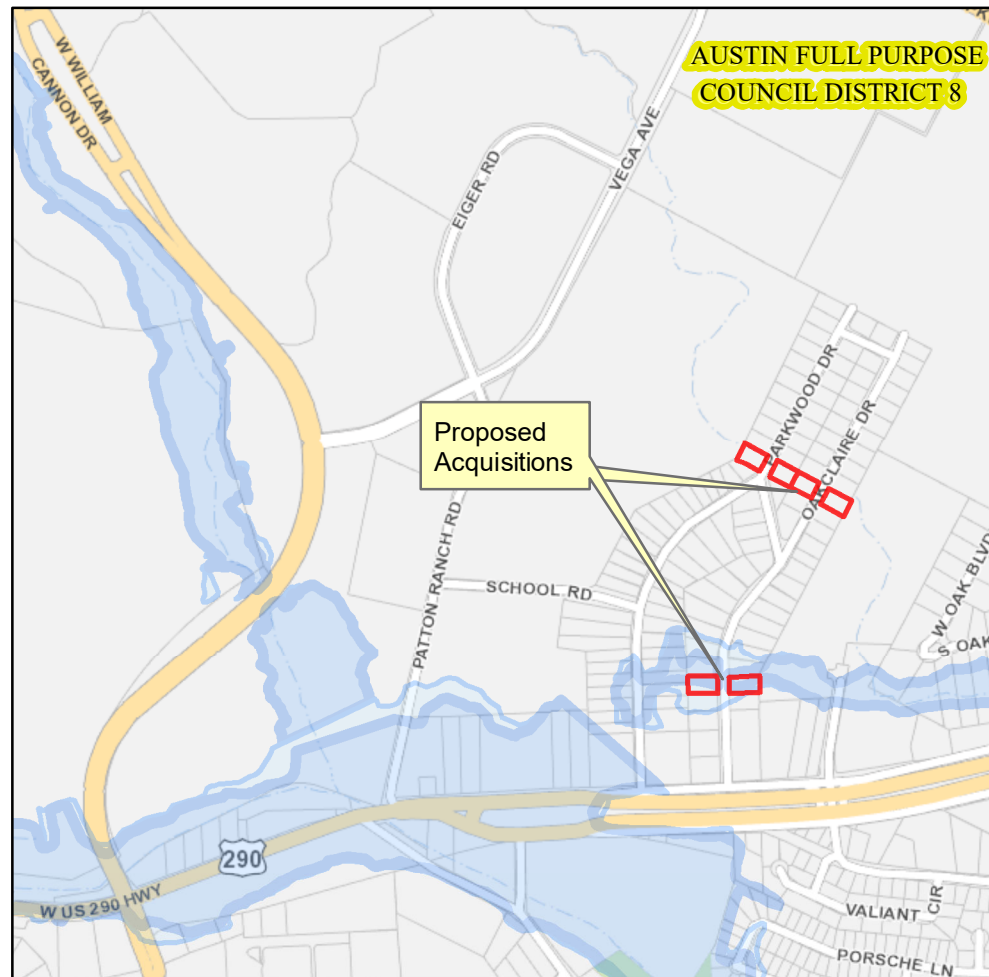 AUSTIN FULL PURPOSE
COUNCIL DISTRICT 8
W WILLIAM
CANNON DR
EIGER RD
VEGA AVE
PARKWOOD DR
OAKCLAIRE DR
Proposed
Acquisitions
PATTON RANCH RD
SCHOOL RD
W OAK BLVD
S OAK
290
W US 290 HWY
VALIANT CIR
PORSCHE LN